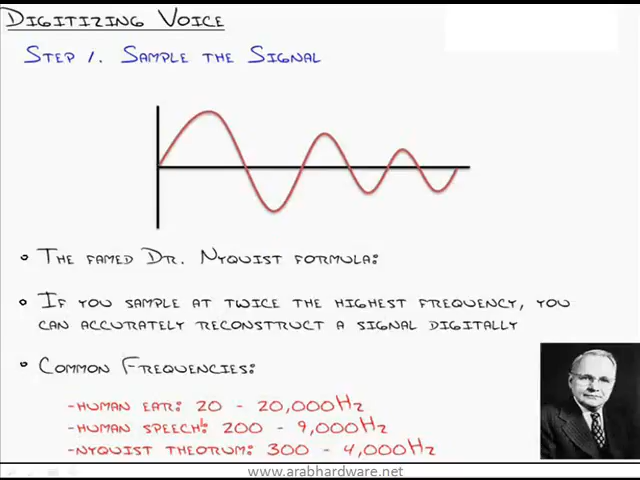 DIGITIZING VOICE
STEP 1. SAMPLE THE SIGNAL
THE FAMED DR. NYQUIST FORMULA:
IF YOU SAMPLE AT TWICE THE HIGHEST FREQUENCY, YOU
CAN ACCURATELY RECONSTRUCT A SIGNAL DIGITALLY
COMMON FREQUENCIES:
-HUMAN EAR: 20 - 20,000HZ
-HUMAN SPEECH: 200 - 9,000HZ
-NYQUIST THEORUM: 300 - 4,000HZ
www.arabhardware.net